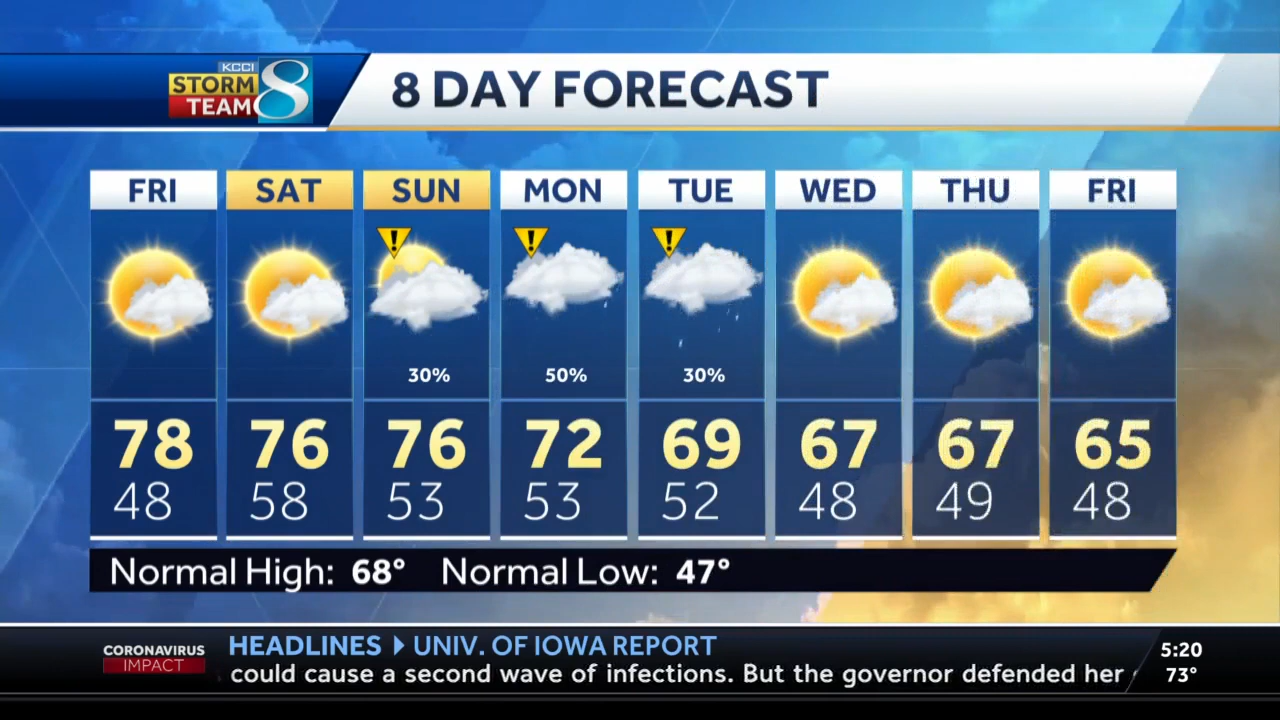 KCCI
STORM
TEAM 8
8 DAY FORECAST
FRI SAT SUN MON TUE WED THU FRI
! ! !
30% 50% 30%
78 76 76 72 69 67 67 65
48 58 53 53 52 48 49 48
Normal High: 68° Normal Low: 47°
CORONAVIRUS
IMPACT
HEADLINES UNIV. OF IOWA REPORT
could cause a second wave of infections. But the governor defended her
5:20
73°